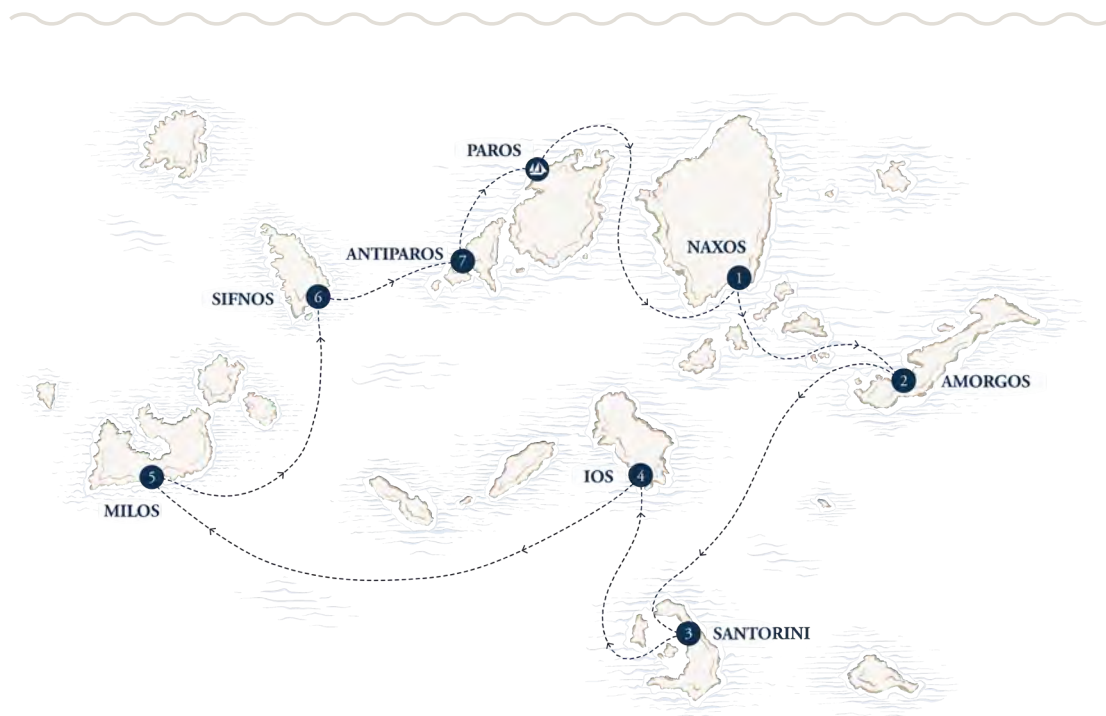 PAROS
NAXOS
1
ANTIPAROS
7
SIFNOS
6
2
AMORGOS
IOS
4
5
MILOS
3
SANTORINI